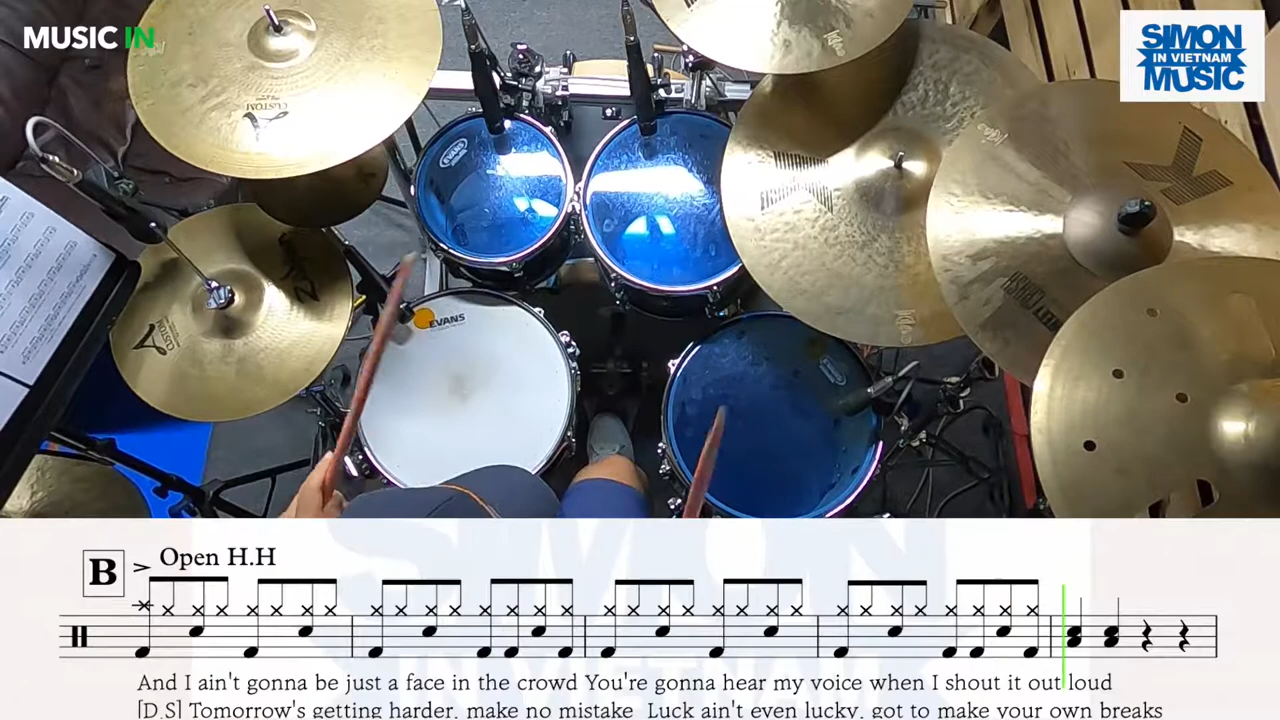 MUSIC IN
SIMON
IN VIETNAM
MUSIC
CUSTOM
A
EVANS
EVANS
A CUSTOM
K
B
> Open H.H
And I ain't gonna be just a face in the crowd You're gonna hear my voice when I shout it out loud
[D.S] Tomorrow's getting harder, make no mistake Luck ain't even lucky, got to make your own breaks